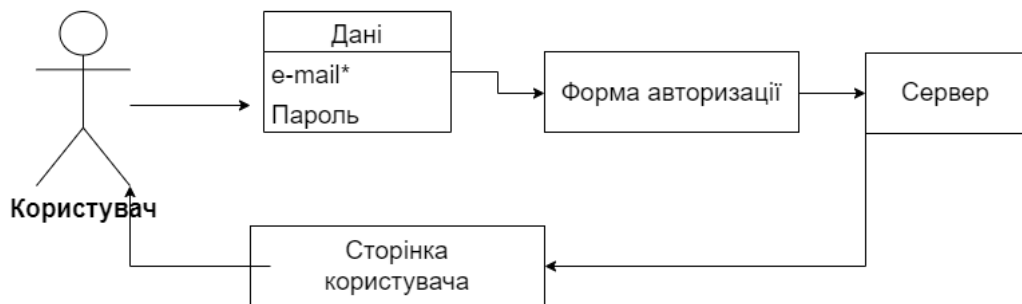 Дані
e-mail*
Пароль
Форма авторизації
Сервер
Користувач
Сторінка
користувача